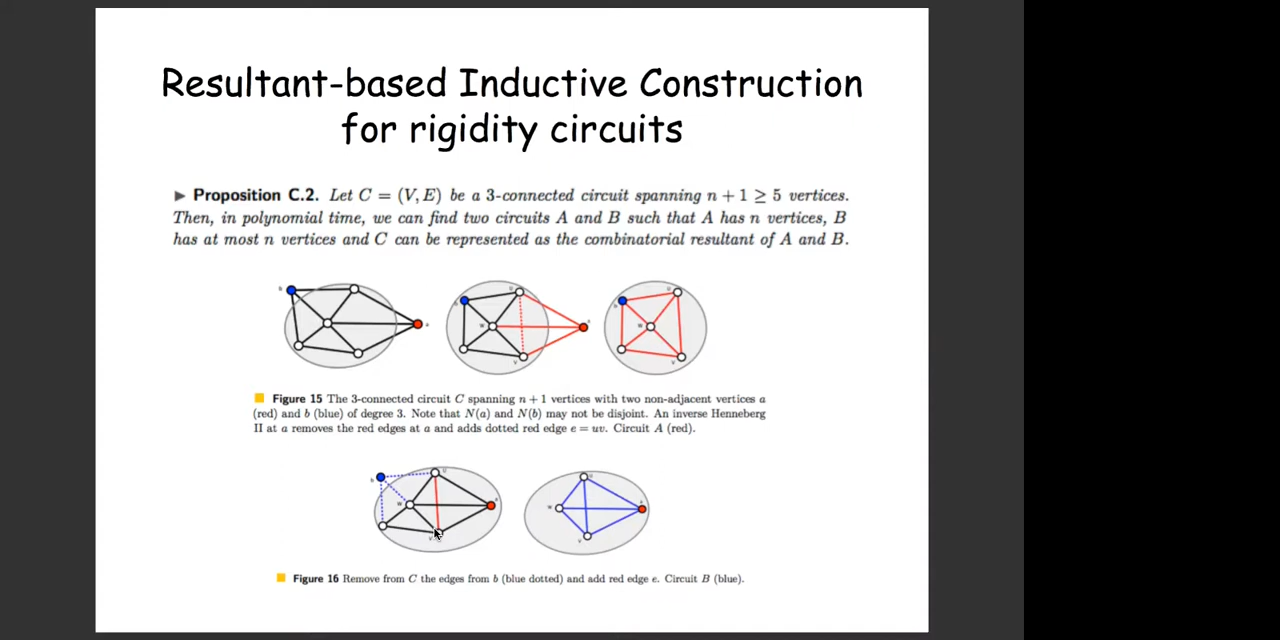 Resultant-based Inductive Construction
for rigidity circuits
▶ Proposition C.2. Let C = (V, E) be a 3-connected circuit spanning n + 1 ≥ 5 vertices.
Then, in polynomial time, we can find two circuits A and B such that A has n vertices, B
has at most n vertices and C can be represented as the combinatorial resultant of A and B.
Figure 15 The 3-connected circuit C spanning n + 1 vertices with two non-adjacent vertices a
(red) and b (blue) of degree 3. Note that N(a) and N(b) may not be disjoint. An inverse Henneberg
II at a removes the red edges at a and adds dotted red edge e = uv. Circuit A (red).
Figure 16 Remove from C the edges from b (blue dotted) and add red edge e. Circuit B (blue).